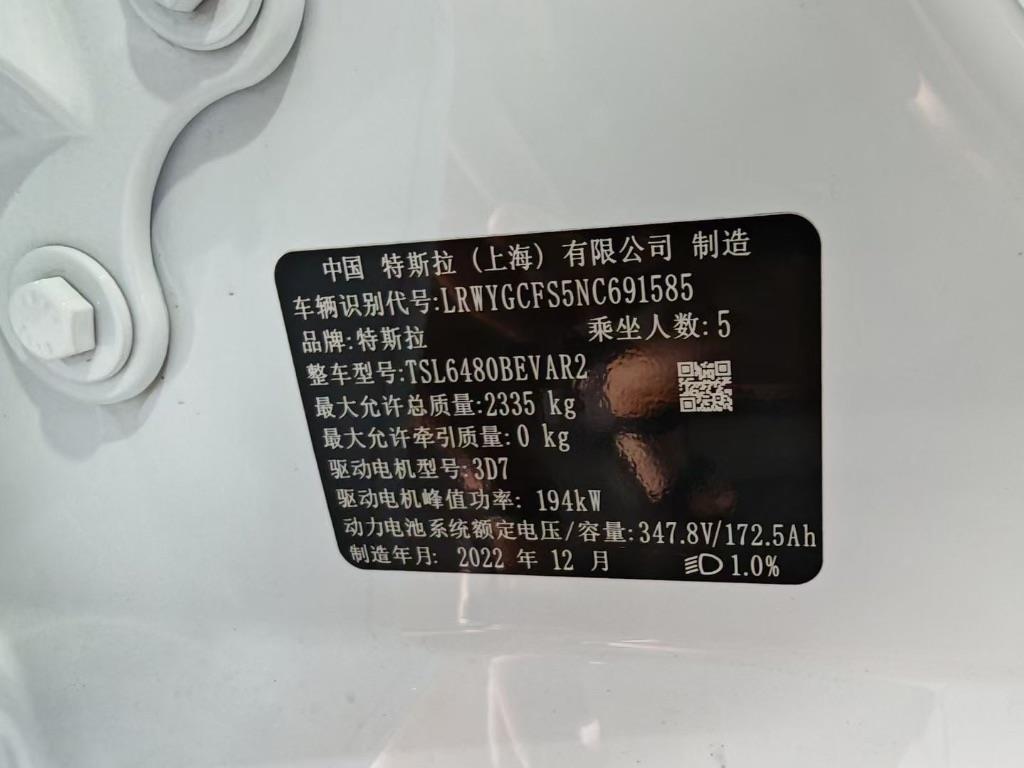 中国 特斯拉 (上海) 有限公司 制造
车辆识别代号:LRWYGCFS5NC691585
品牌:特斯拉 乘坐人数:5
整车型号:TSL6480BEVAR2
最大允许总质量:2335 kg
最大允许牵引质量:0 kg
驱动电机型号:3D7
驱动电机峰值功率: 194kW
动力电池系统额定电压/容量:347.8V/172.5Ah
制造年月: 2022 年 12 月 1.0%